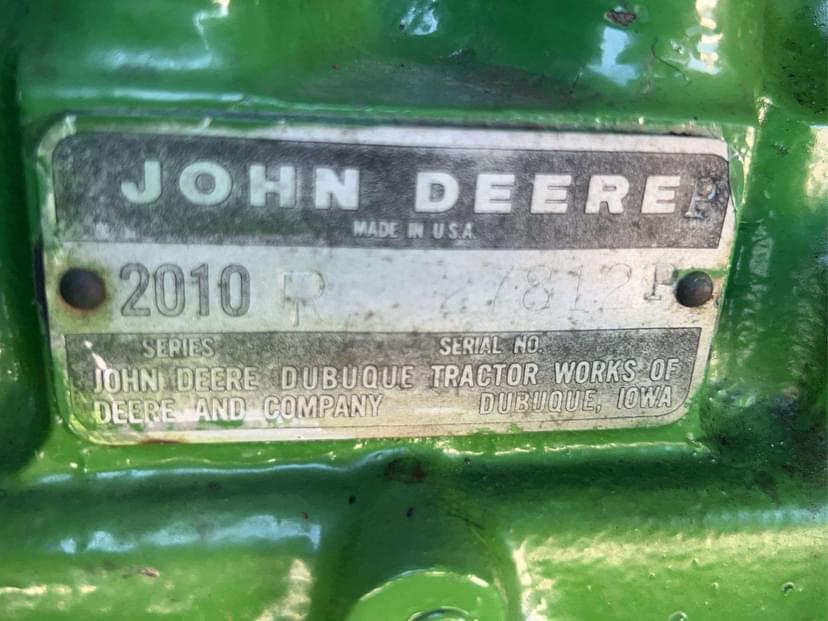 JOHN DEERE P
MADE IN U.S.A.
2010 R 27812 P
SERIES SERIAL NO.
JOHN DEERE DUBUQUE TRACTOR WORKS OF
DEERE AND COMPANY DUBUQUE, IOWA